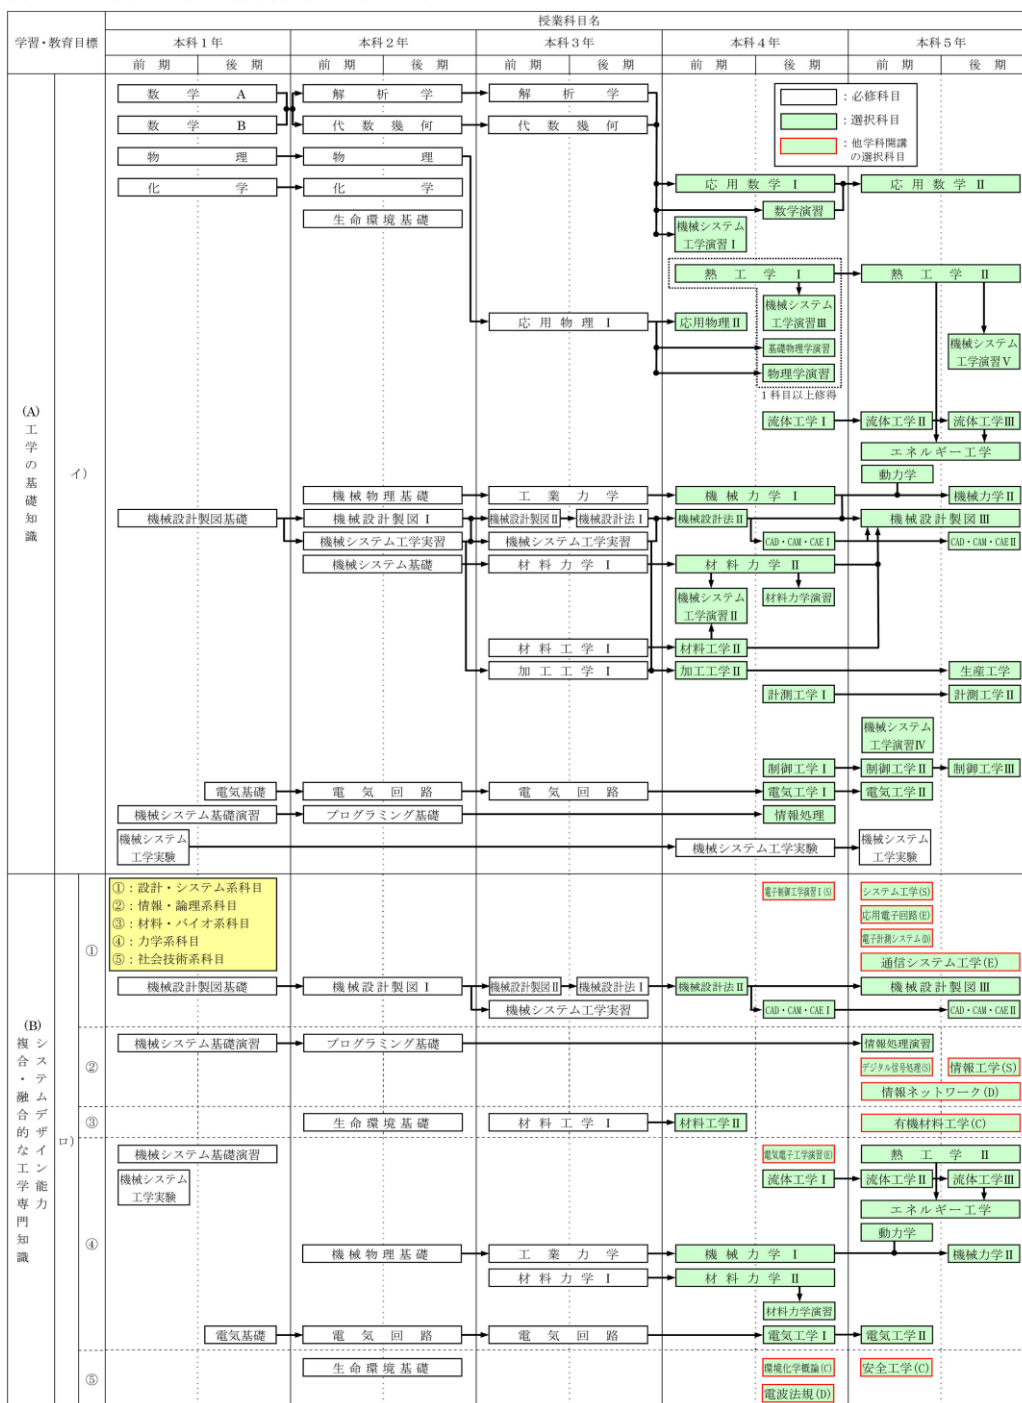 授業科目名
学習・教育目標
本科1年 本科2年 本科3年 本科4年 本科5年
前期 後期 前期 後期 前期 後期 前期 後期 前期 後期
数学A 解析学 解析学
:必修科目
:選択科目
:他学科開講の選択科目
数学B 代数幾何 代数幾何
物理 物理
化学 化学
応用数学Ⅰ 応用数学Ⅱ
生命環境基礎 数学演習
機械システム
工学演習Ⅰ
熱工学Ⅰ 熱工学Ⅱ
機械システム
工学演習Ⅲ
応用物理Ⅰ 応用物理Ⅱ
基礎物理学演習
機械システム
工学演習Ⅴ
物理学演習
1科目以上修得
(A)工学の基礎知識
イ)
流体工学Ⅰ 流体工学Ⅱ 流体工学Ⅲ
エネルギー工学
動力学
機械物理基礎 工業力学 機械力学Ⅰ 機械力学Ⅱ
機械設計製図基礎 機械設計製図Ⅰ 機械設計製図Ⅱ 機械設計法Ⅰ 機械設計法Ⅱ 機械設計製図Ⅲ
機械システム工学実習 機械システム工学実習 CAD・CAM・CAEⅠ CAD・CAM・CAEⅡ
機械システム基礎 材料力学Ⅰ 材料力学Ⅱ
機械システム
工学演習Ⅱ
材料力学演習
材料工学Ⅰ 材料工学Ⅱ
加工工学Ⅰ 加工工学Ⅱ 生産工学
計測工学Ⅰ 計測工学Ⅱ
機械システム
工学演習Ⅳ
制御工学Ⅰ 制御工学Ⅱ 制御工学Ⅲ
電気基礎 電気回路 電気回路 電気工学Ⅰ 電気工学Ⅱ
機械システム基礎演習 プログラミング基礎 情報処理
機械システム
工学実験
機械システム工学実験
機械システム
工学実験
①:設計・システム系科目
②:情報・論理系科目
③:材料・バイオ系科目
④:力学系科目
⑤:社会技術系科目
(B)複合・融合的な工学専門知識
システムデザイン能力
ロ)
①
電子制御工学演習Ⅰ(S) システム工学(S)
応用電子回路(E)
電子計測システム(D)
通信システム工学(E)
機械設計製図基礎 機械設計製図Ⅰ 機械設計製図Ⅱ 機械設計法Ⅰ 機械設計法Ⅱ 機械設計製図Ⅲ
機械システム工学実習 CAD・CAM・CAEⅠ CAD・CAM・CAEⅡ
②
機械システム基礎演習 プログラミング基礎 情報処理演習
デジタル信号処理(S) 情報工学(S)
情報ネットワーク(D)
③
生命環境基礎 材料工学Ⅰ 材料工学Ⅱ 有機材料工学(C)
④
機械システム基礎演習 電気電子工学演習(E) 熱工学Ⅱ
機械システム
工学実験
流体工学Ⅰ 流体工学Ⅱ 流体工学Ⅲ
エネルギー工学
動力学
機械物理基礎 工業力学 機械力学Ⅰ 機械力学Ⅱ
材料力学Ⅰ 材料力学Ⅱ
材料力学演習
電気基礎 電気回路 電気回路 電気工学Ⅰ 電気工学Ⅱ
⑤
生命環境基礎 環境化学概論(C) 安全工学(C)
電波法規(D)